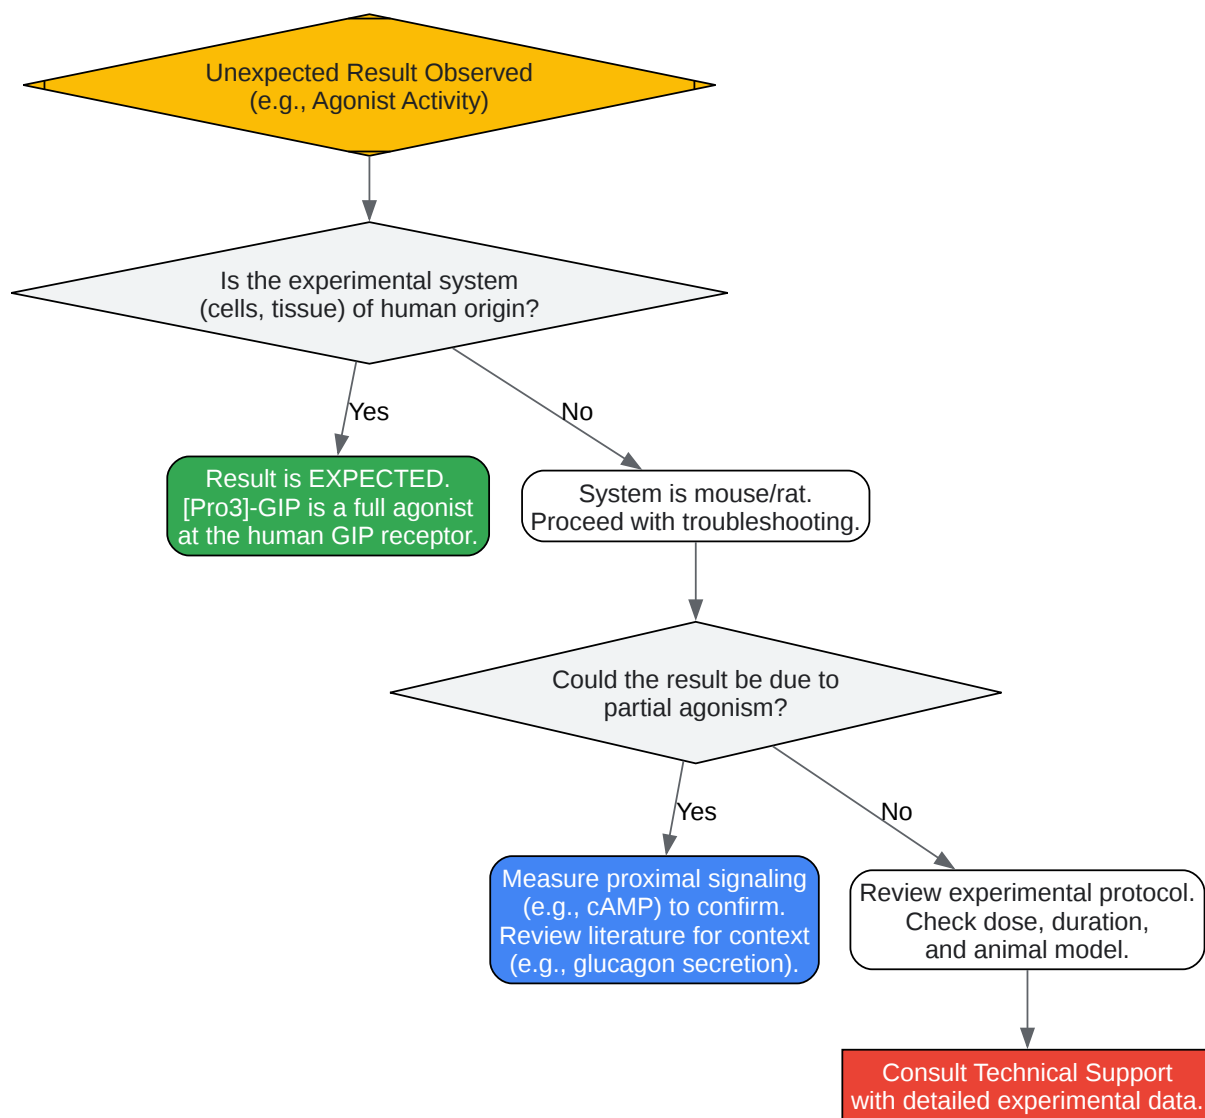 Unexpected Result Observed
(e.g., Agonist Activity)
Is the experimental system
(cells, tissue) of human origin?
Yes
No
Result is EXPECTED.
[Pro3]-GIP is a full agonist
at the human GIP receptor.
System is mouse/rat.
Proceed with troubleshooting.
Could the result be due to
partial agonism?
Yes
No
Measure proximal signaling
(e.g., cAMP) to confirm.
Review literature for context
(e.g., glucagon secretion).
Review experimental protocol.
Check dose, duration,
and animal model.
Consult Technical Support
with detailed experimental data.